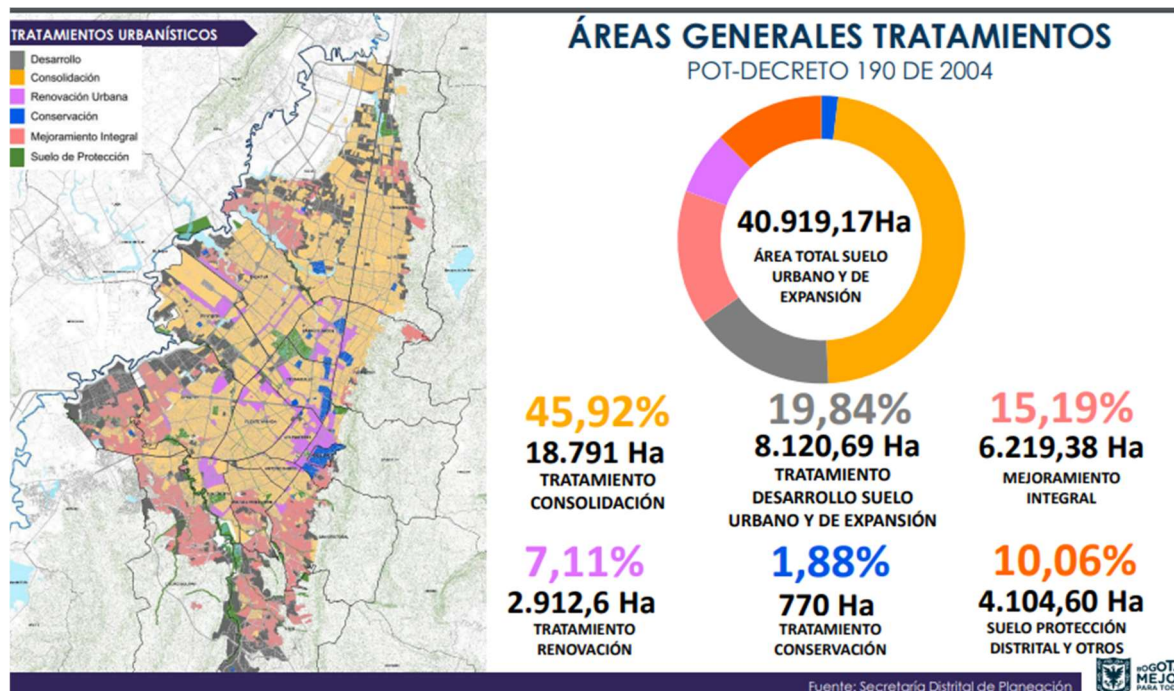 TRATAMIENTOS URBANÍSTICOS
Desarrollo
Consolidación
Renovación Urbana
Conservación
Mejoramiento Integral
Suelo de Protección
ÁREAS GENERALES TRATAMIENTOS
POT-DECRETO 190 DE 2004
40.919,17Ha
ÁREA TOTAL SUELO
URBANO Y DE
EXPANSIÓN
45,92%
18.791 Ha
TRATAMIENTO
CONSOLIDACIÓN
19,84%
8.120,69 Ha
TRATAMIENTO
DESARROLLO SUELO
URBANO Y DE EXPANSIÓN
15,19%
6.219,38 Ha
MEJORAMIENTO
INTEGRAL
7,11%
2.912,6 Ha
TRATAMIENTO
RENOVACIÓN
1,88%
770 Ha
TRATAMIENTO
CONSERVACIÓN
10,06%
4.104,60 Ha
SUELO PROTECCIÓN
DISTRITAL Y OTROS
Fuente: Secretaría Distrital de Planeación
BOGOT
MEJO
PARA TOD